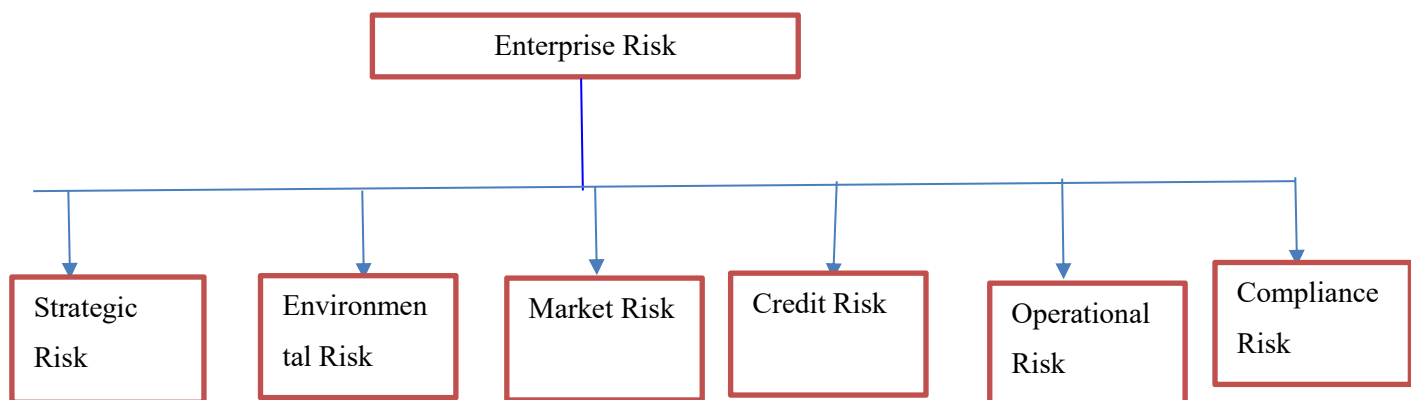 Enterprise Risk
Strategic
Risk
Environmen
tal Risk
Market Risk
Credit Risk
Operational
Risk
Compliance
Risk